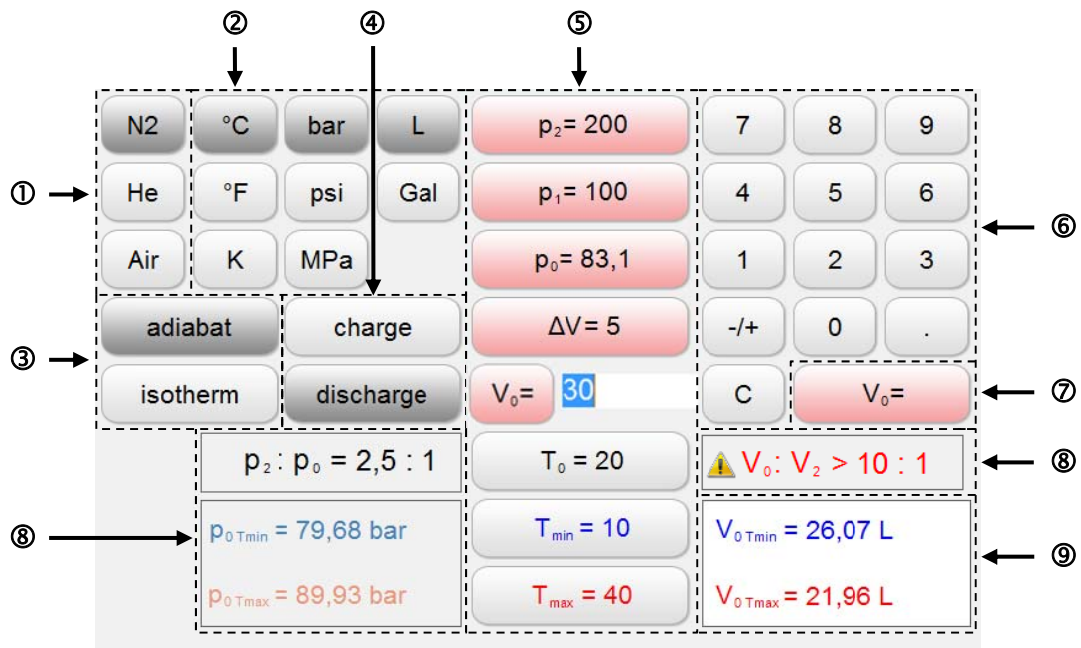 ② ④ ⑤
N2 °C bar L p₂= 200 7 8 9
① He °F psi Gal p₁= 100 4 5 6 ⑥
Air K MPa p₀= 83,1 1 2 3
③ adiabat charge ΔV= 5 -/+ 0 .
isotherm discharge V₀= 30 C V₀= ⑦
p₂ : p₀ = 2,5 : 1 T₀ = 20 V₀: V₂ > 10 : 1 ⑧
⑧ p₀ Tmin = 79,68 bar Tmin = 10 V₀ Tmin = 26,07 L ⑨
p₀ Tmax = 89,93 bar Tmax = 40 V₀ Tmax = 21,96 L